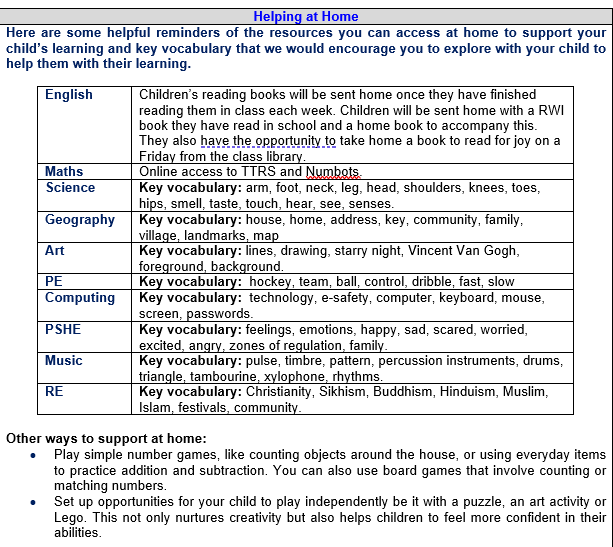 Helping at Home
Here are some helpful reminders of the resources you can access at home to support your
child's learning and key vocabulary that we would encourage you to explore with your child to
help them with their learning.
English
Children's reading books will be sent home once they have finished
reading them in class each week. Children will be sent home with a RWI
book they have read in school and a home book to accompany this.
They also have the opportunity to take home a book to read for joy on a
Friday from the class library.
Maths
Online access to TTRS and Numbots.
Science
Key vocabulary: arm, foot, neck, leg, head, shoulders, knees, toes,
hips, smell, taste, touch, hear, see, senses.
Geography
Key vocabulary: house, home, address, key, community, family,
village, landmarks, map
Art
Key vocabulary: lines, drawing, starry night, Vincent Van Gogh,
foreground, background.
PE
Key vocabulary: hockey, team, ball, control, dribble, fast, slow
Computing
Key vocabulary: technology, e-safety, computer, keyboard, mouse,
screen, passwords.
PSHE
Key vocabulary: feelings, emotions, happy, sad, scared, worried,
excited, angry, zones of regulation, family.
Music
Key vocabulary: pulse, timbre, pattern, percussion instruments, drums,
triangle, tambourine, xylophone, rhythms.
RE
Key vocabulary: Christianity, Sikhism, Buddhism, Hinduism, Muslim,
Islam, festivals, community.
Other ways to support at home:
• Play simple number games, like counting objects around the house, or using everyday items
to practice addition and subtraction. You can also use board games that involve counting or
matching numbers.
• Set up opportunities for your child to play independently be it with a puzzle, an art activity or
Lego. This not only nurtures creativity but also helps children to feel more confident in their
abilities.